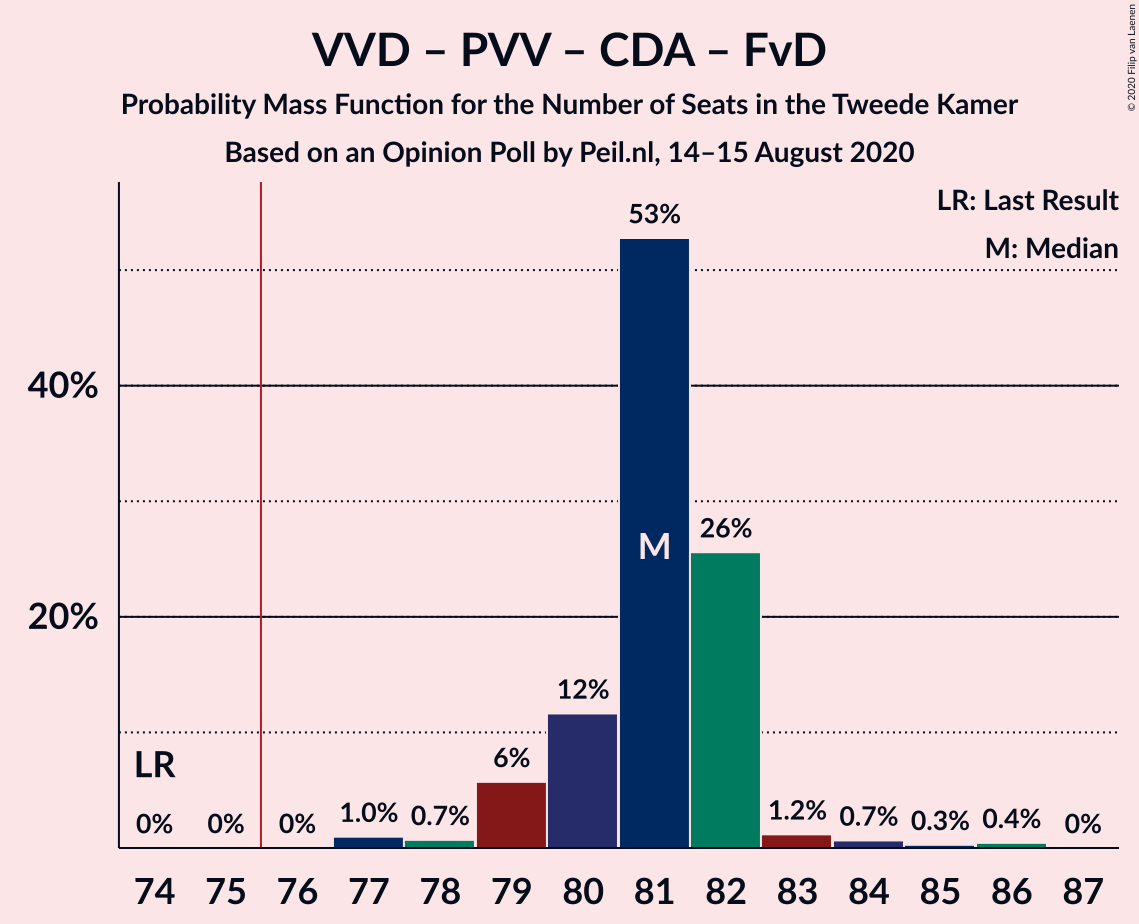 VVD – PVV – CDA – FvD
Probability Mass Function for the Number of Seats in the Tweede Kamer
Based on an Opinion Poll by Peil.nl, 14–15 August 2020
© 2020 Filip van Laenen
LR: Last Result
M: Median
53%
40%
26%
M
20%
12%
LR
6%
0% 0% 0% 1.0% 0.7% 1.2% 0.7% 0.3% 0.4% 0%
74 75 76 77 78 79 80 81 82 83 84 85 86 87